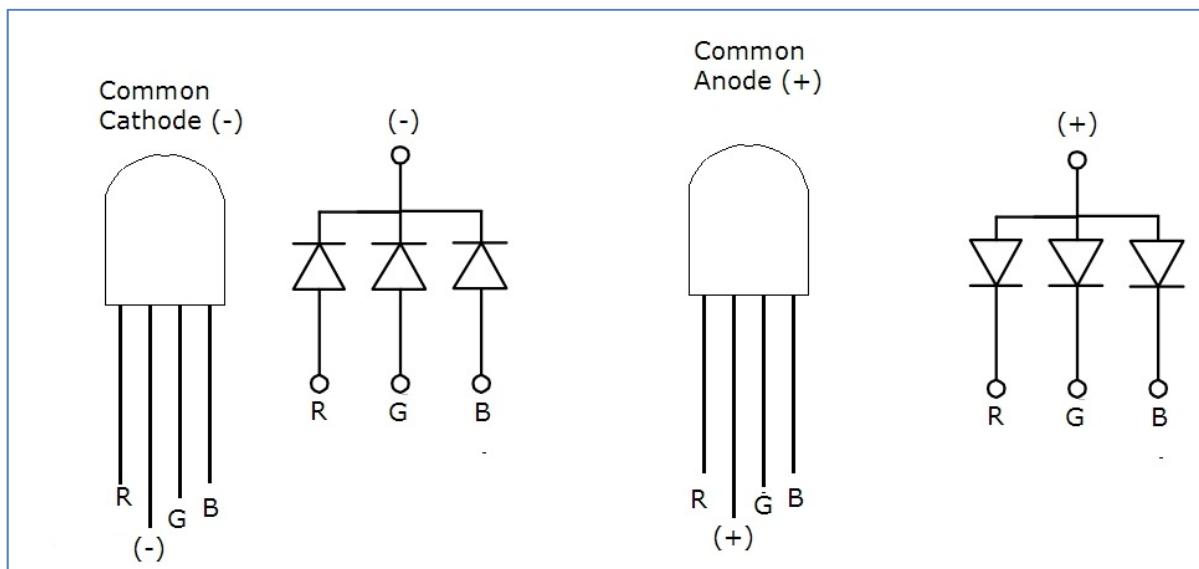 Common
Cathode (-)
(-)
R
G
B
R
(-)
G
B
Common
Anode (+)
(+)
R
G
B
R
(+)
G
B